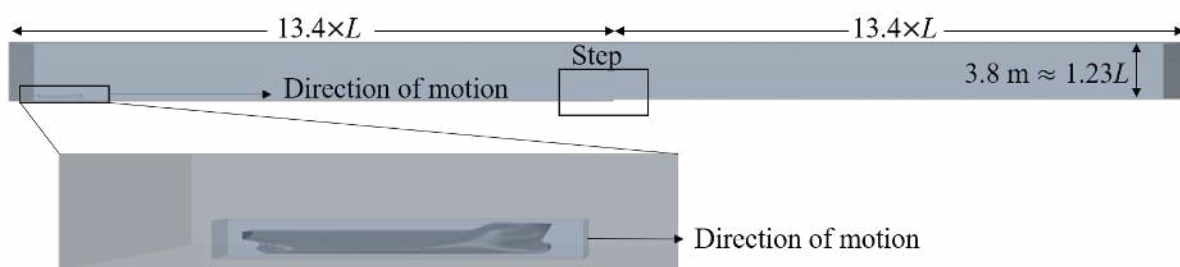 13.4×L
13.4×L
Step
3.8 m ≈ 1.23L
Direction of motion
Direction of motion